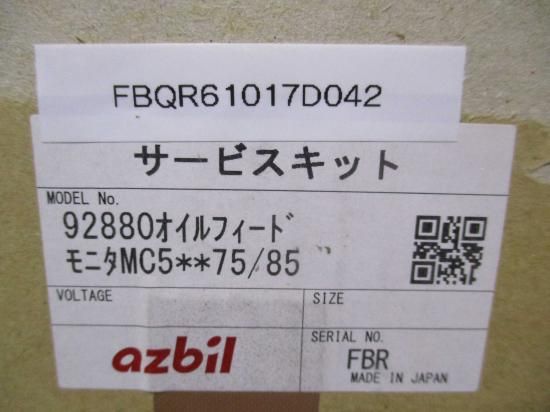 FBQR61017D042
サービスキット
MODEL No.
92880ｵｲﾙﾌｨｰﾄﾞ
ﾓﾆﾀMC5**75/85
VOLTAGE
SIZE
azbil
SERIAL NO.
FBR
MADE IN JAPAN